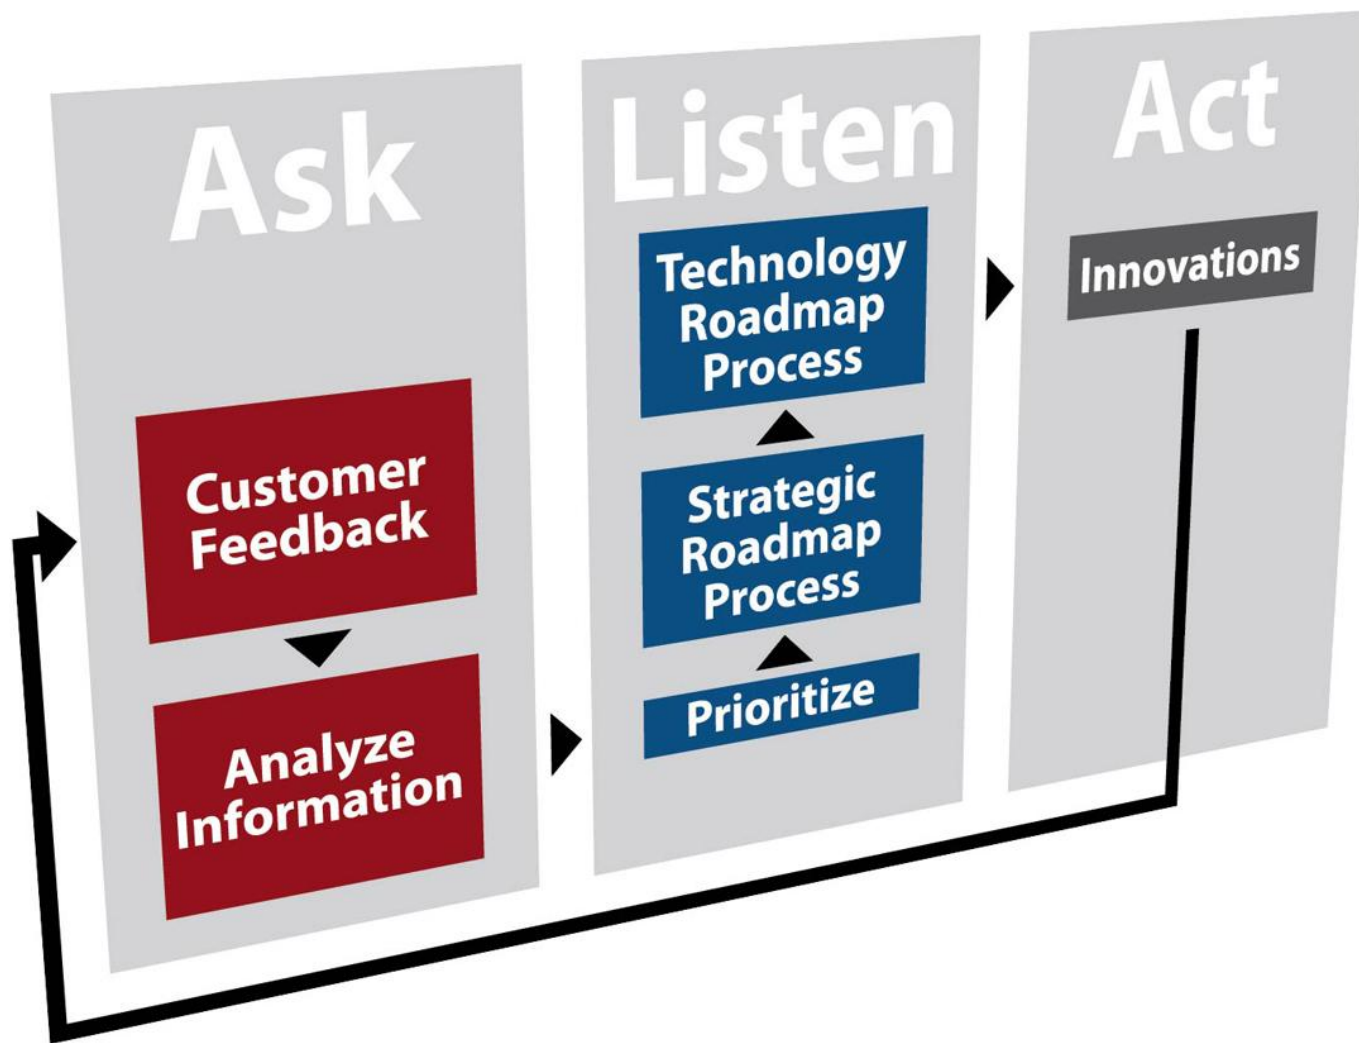 Ask
Customer
Feedback
Analyze
Information
Listen
Technology
Roadmap
Process
Strategic
Roadmap
Process
Prioritize
Act
Innovations